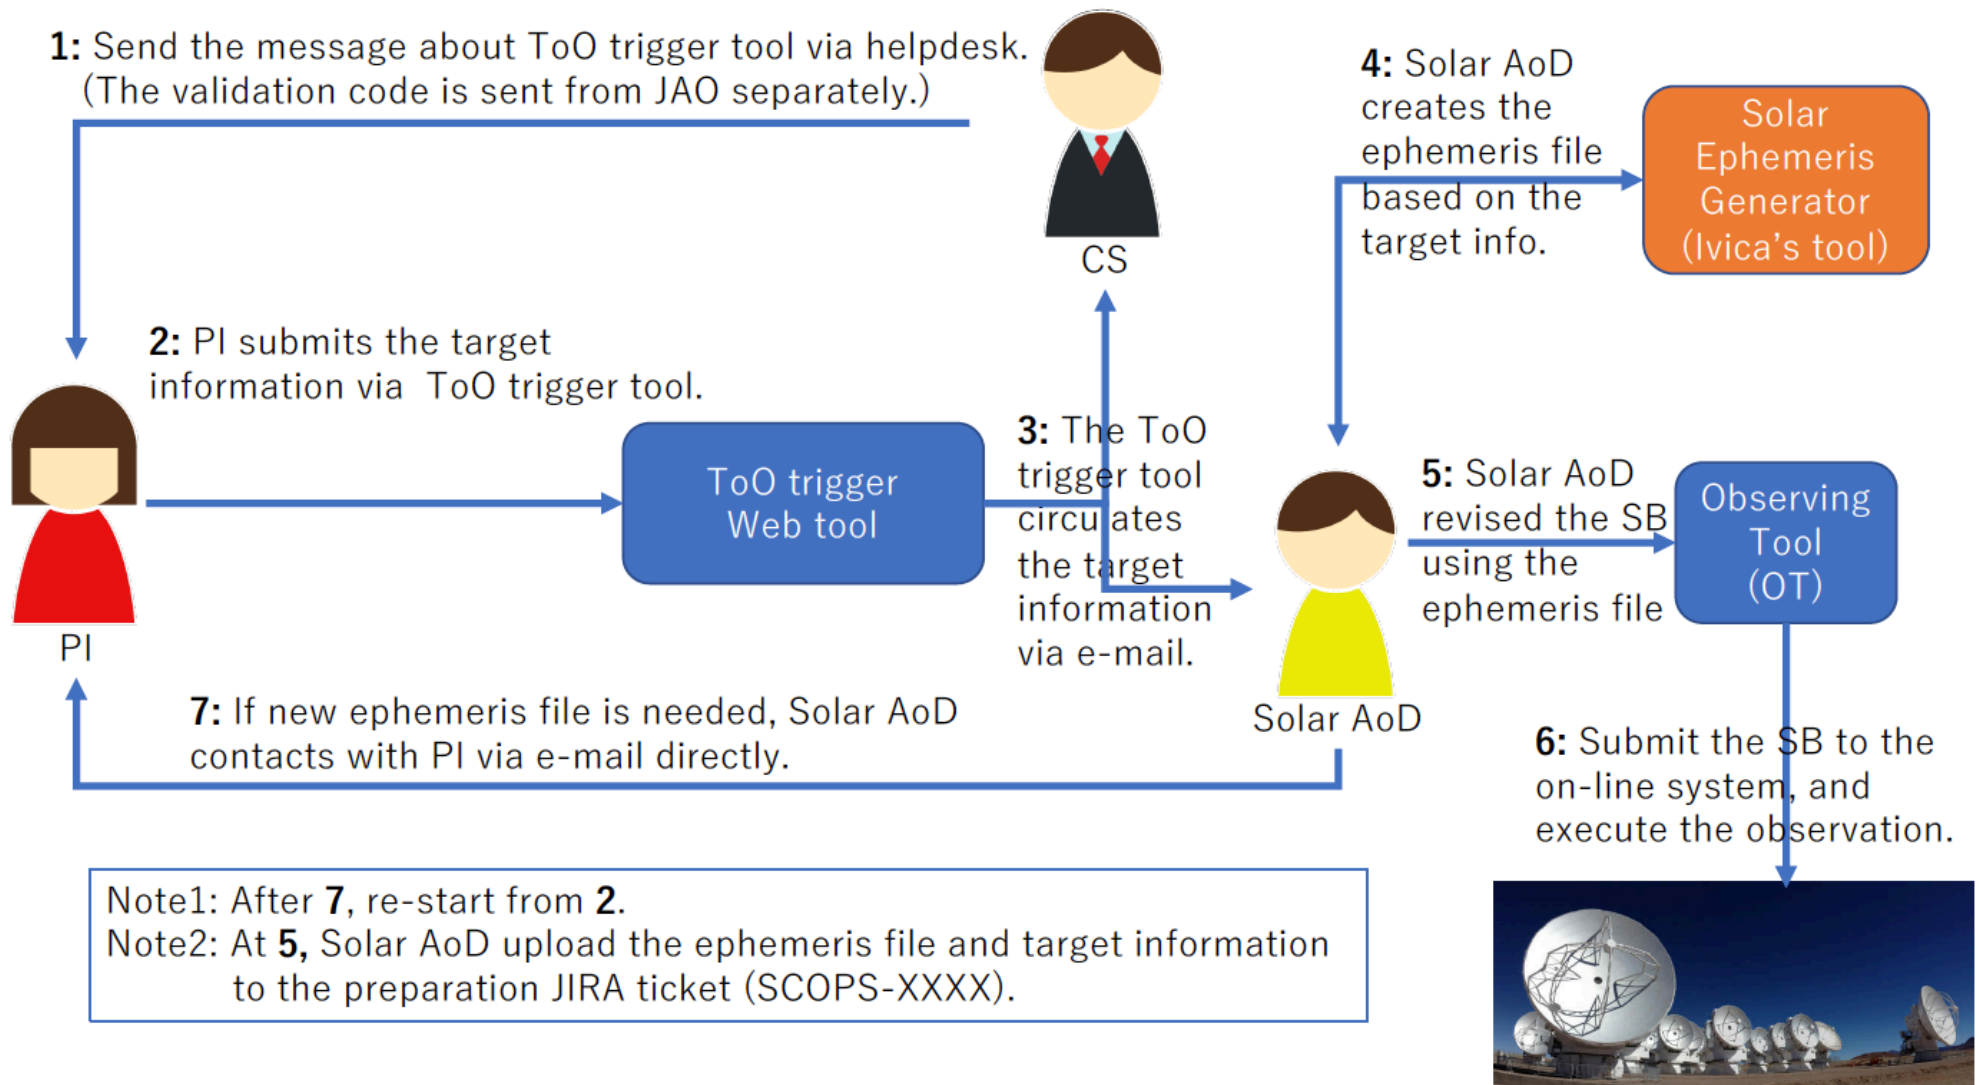 1: Send the message about ToO trigger tool via helpdesk.
(The validation code is sent from JAO separately.)
CS
4: Solar AoD
creates the
ephemeris file
based on the
target info.
Solar
Ephemeris
Generator
(Ivica's tool)
2: PI submits the target
information via  ToO trigger tool.
PI
ToO trigger
Web tool
3: The ToO
trigger tool
circulates
the target
information
via e-mail.
Solar AoD
5: Solar AoD
revised the SB
using the
ephemeris file
Observing
Tool
(OT)
6: Submit the SB to the
on-line system, and
execute the observation.
7: If new ephemeris file is needed, Solar AoD
contacts with PI via e-mail directly.
Note1: After 7, re-start from 2.
Note2: At 5, Solar AoD upload the ephemeris file and target information
to the preparation JIRA ticket (SCOPS-XXXX).